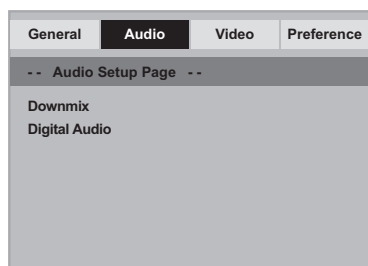 General Audio Video Preference
- - Audio Setup Page - -
Downmix
Digital Audio